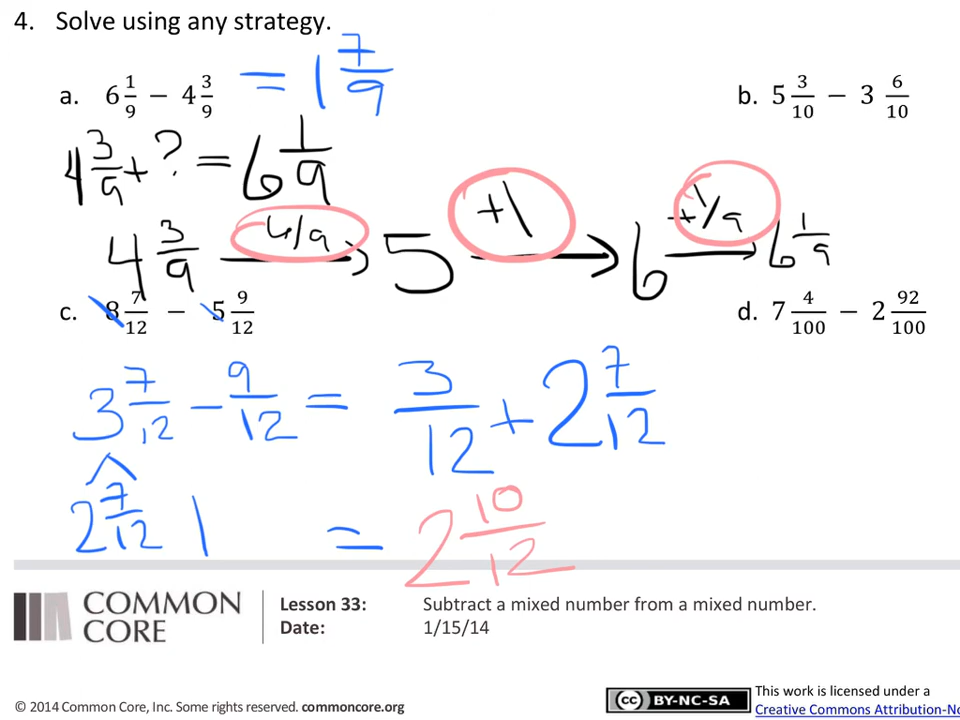 4. Solve using any strategy.
a. 6 1/9 − 4 3/9 = 1 7/9
b. 5 3/10 − 3 6/10
4 3/9 + ? = 6 1/9
4 3/9 4/9 → 5 +1 → 6 +1/9 → 6 1/9
c. 8 7/12 − 5 9/12
d. 7 4/100 − 2 92/100
3 7/12 − 9/12 = 3/12 + 2 7/12
2 7/12 1 = 2 10/12
COMMON CORE
Lesson 33: Subtract a mixed number from a mixed number.
Date: 1/15/14
© 2014 Common Core, Inc. Some rights reserved. commoncore.org
(cc) BY-NC-SA
This work is licensed under a
Creative Commons Attribution-No